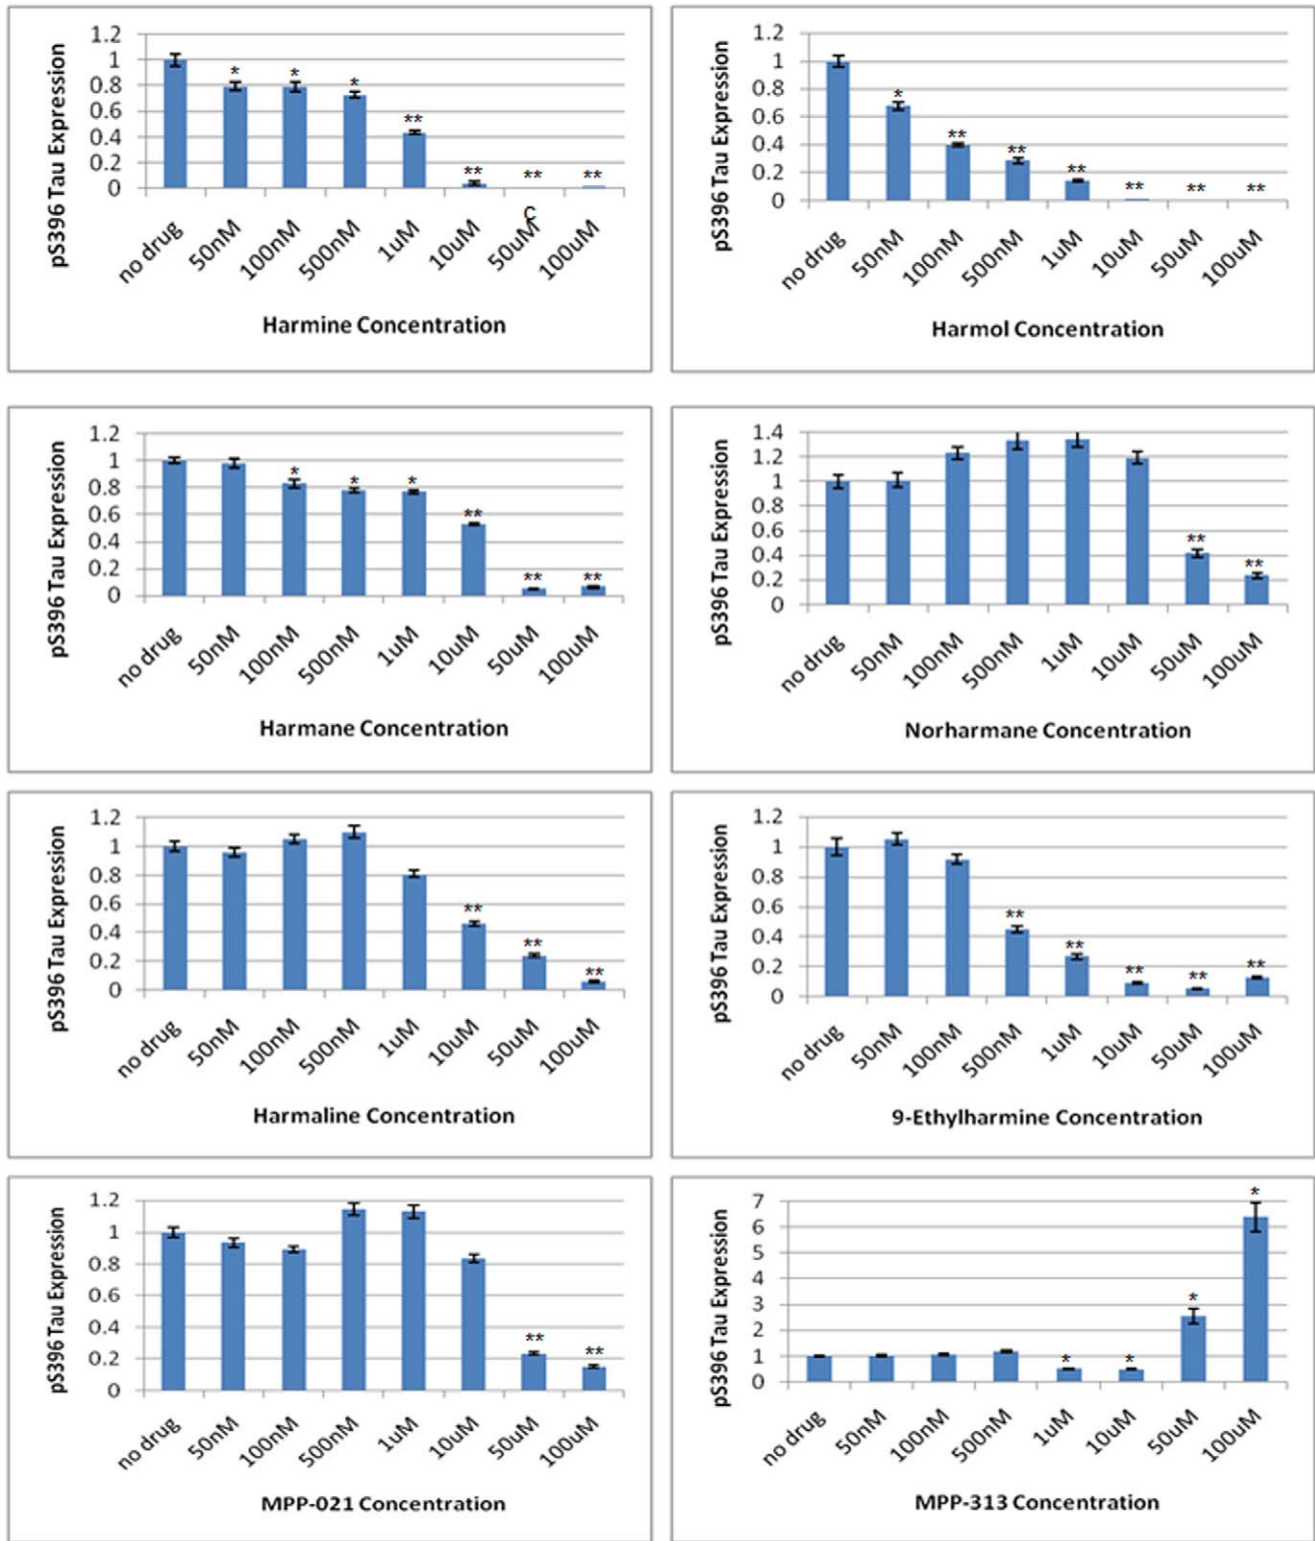 pS396 Tau Expression
1.2
1
0.8
0.6
0.4
0.2
0
* * * ** ** ** **
C
no drug 50nM 100nM 500nM 1uM 10uM 50uM 100uM
Harmine Concentration
pS396 Tau Expression
1.2
1
0.8
0.6
0.4
0.2
0
* ** ** ** ** ** **
no drug 50nM 100nM 500nM 1uM 10uM 50uM 100uM
Harmol Concentration
pS396 Tau Expression
1.2
1
0.8
0.6
0.4
0.2
0
* * * ** ** **
no drug 50nM 100nM 500nM 1uM 10uM 50uM 100uM
Harmane Concentration
pS396 Tau Expression
1.4
1.2
1
0.8
0.6
0.4
0.2
0
** **
no drug 50nM 100nM 500nM 1uM 10uM 50uM 100uM
Norharmane Concentration
pS396 Tau Expression
1.2
1
0.8
0.6
0.4
0.2
0
** ** **
no drug 50nM 100nM 500nM 1uM 10uM 50uM 100uM
Harmaline Concentration
pS396 Tau Expression
1.2
1
0.8
0.6
0.4
0.2
0
** ** ** ** **
no drug 50nM 100nM 500nM 1uM 10uM 50uM 100uM
9-Ethylharmine Concentration
pS396 Tau Expression
1.2
1
0.8
0.6
0.4
0.2
0
** **
no drug 50nM 100nM 500nM 1uM 10uM 50uM 100uM
MPP-021 Concentration
pS396 Tau Expression
7
6
5
4
3
2
1
0
* * * *
no drug 50nM 100nM 500nM 1uM 10uM 50uM 100uM
MPP-313 Concentration